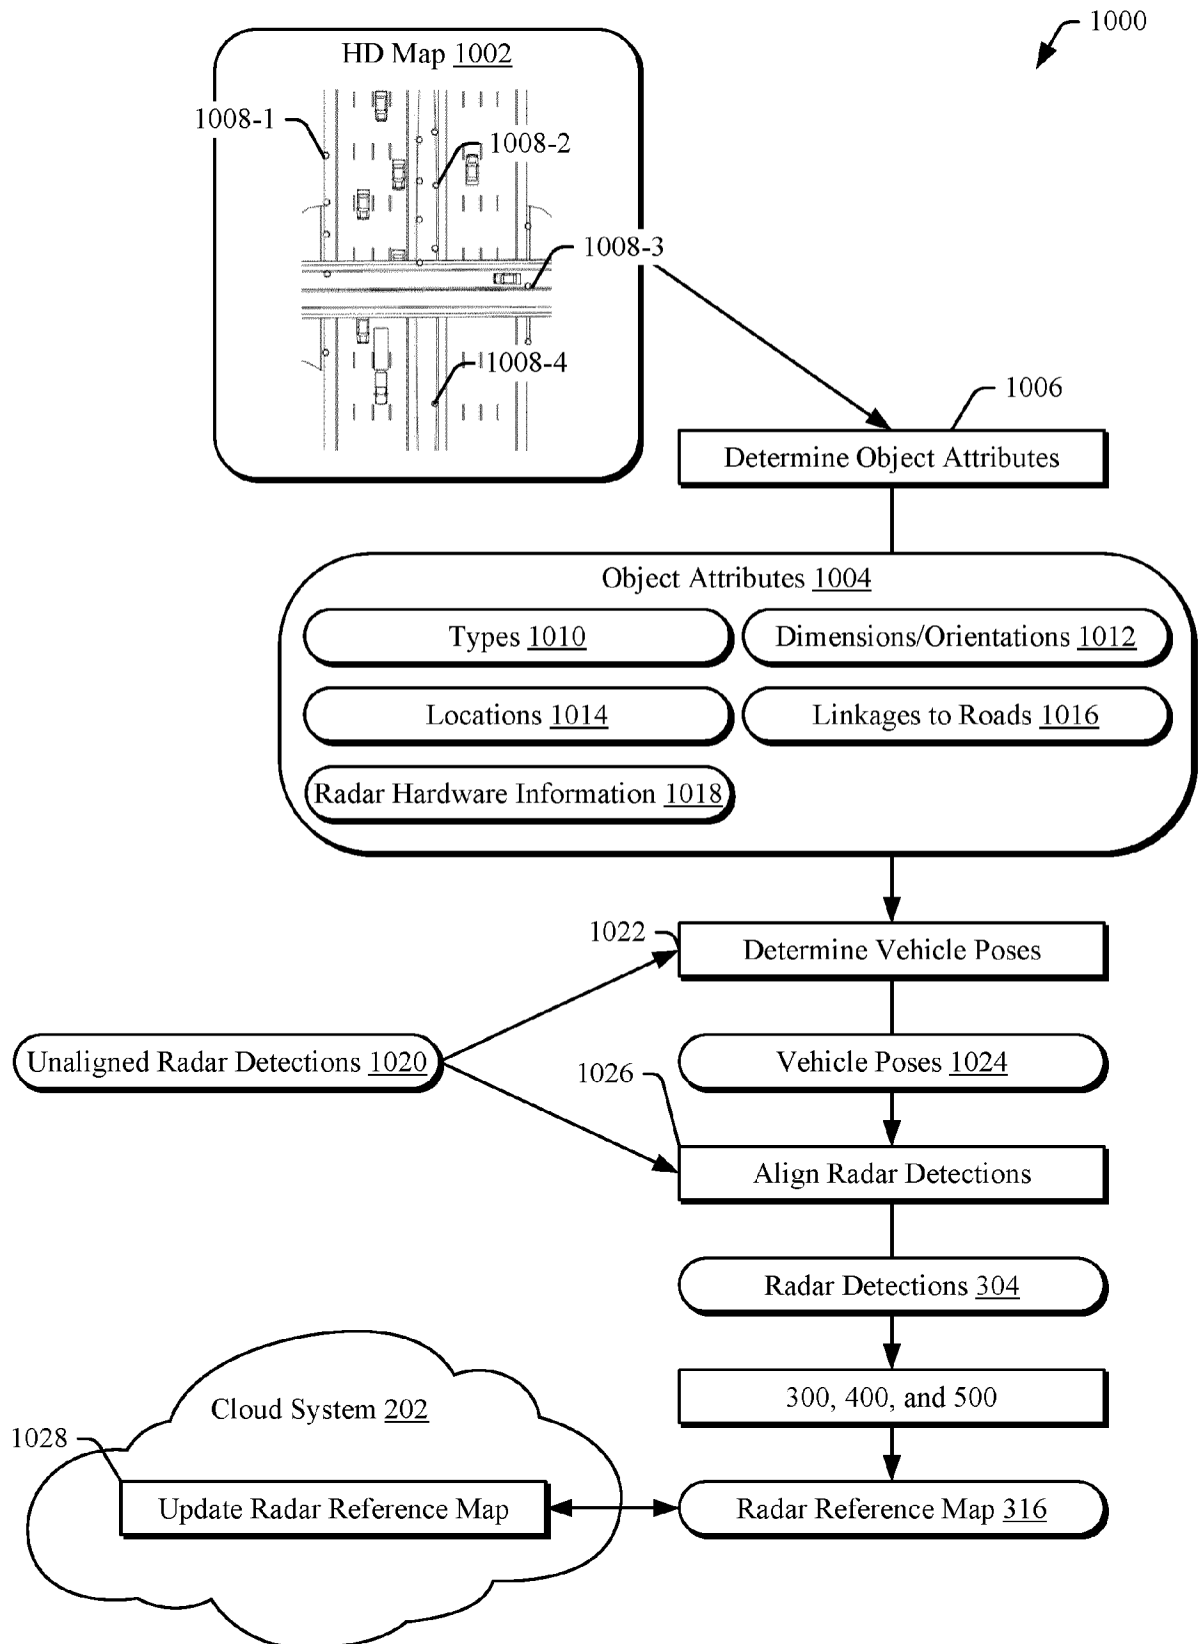 1000
HD Map 1002
1008-1
1008-2
1008-3
1008-4
1006
Determine Object Attributes
Object Attributes 1004
Types 1010
Dimensions/Orientations 1012
Locations 1014
Linkages to Roads 1016
Radar Hardware Information 1018
1022
Determine Vehicle Poses
Unaligned Radar Detections 1020
Vehicle Poses 1024
1026
Align Radar Detections
Radar Detections 304
300, 400, and 500
Cloud System 202
1028
Update Radar Reference Map
Radar Reference Map 316